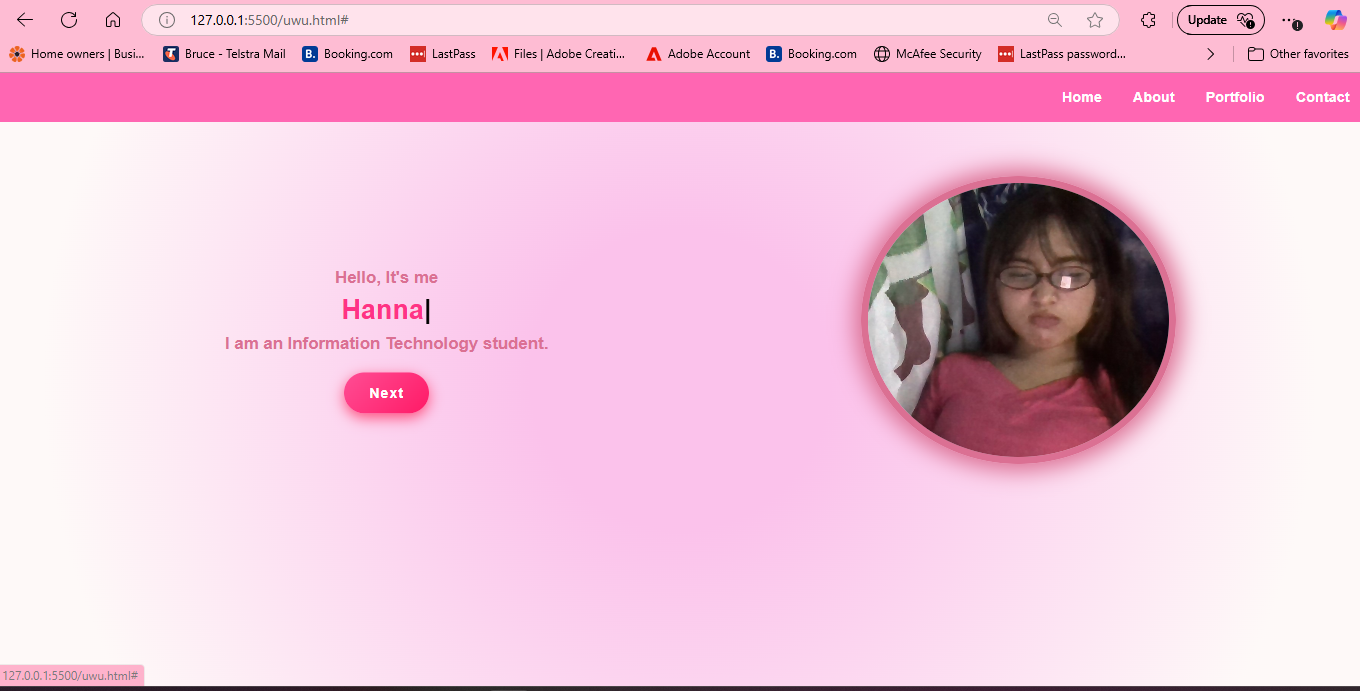 127.0.0.1:5500/uwu.html#
Update
Home owners | Busi...
Bruce - Telstra Mail
B.
Booking.com
LastPass
Files | Adobe Creati...
Adobe Account
B.
Booking.com
McAfee Security
LastPass password...
Other favorites
Home
About
Portfolio
Contact
Hello, It's me
Hanna|
I am an Information Technology student.
Next
127.0.0.1:5500/uwu.html#